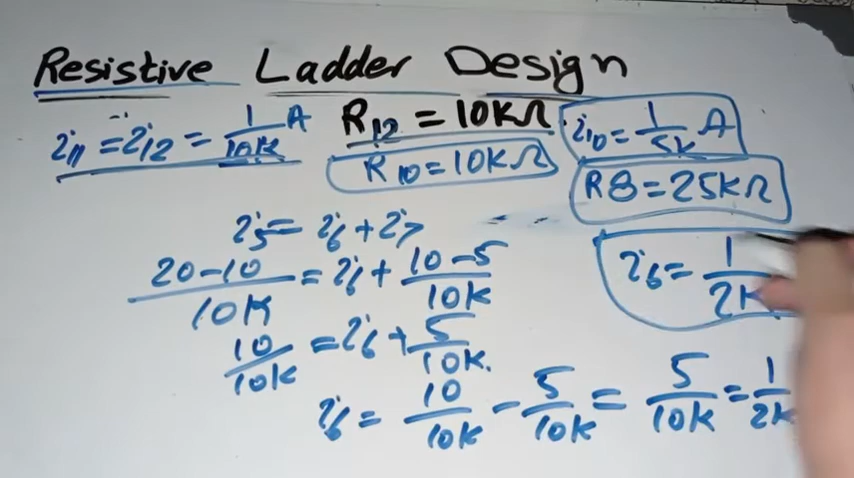 Resistive Ladder Design
i11 = i12 = 1/10K A
R12 = 10KΩ
i10 = 1/5K A
R10 = 10KΩ
R8 = 25KΩ
i5 = i6 + i7
i6 = 1/2K
20-10/10K = i6 + 10-5/10K
10/10K = i6 + 5/10K.
i6 = 10/10K - 5/10K = 5/10K = 1/2K